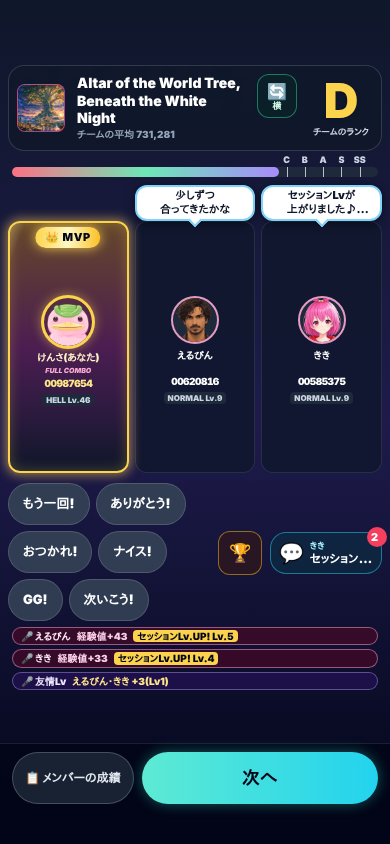 Altar of the World Tree,
Beneath the White
Night
チームの平均 731,281
横
D
チームのランク
C B A S SS
少しずつ
合ってきたかな
セッションLvが
上がりました♪...
MVP
けんさ(あなた)
FULL COMBO
00987654
HELL Lv.46
えるぴん
00620816
NORMAL Lv.9
きき
00585375
NORMAL Lv.9
もう一回!
ありがとう!
おつかれ!
ナイス!
GG!
次いこう!
2
きき
セッション...
えるぴん 経験値+43 セッションLv.UP! Lv.5
きき 経験値+33 セッションLv.UP! Lv.4
友情Lv えるぴん·きき +3(Lv1)
メンバーの成績
次へ